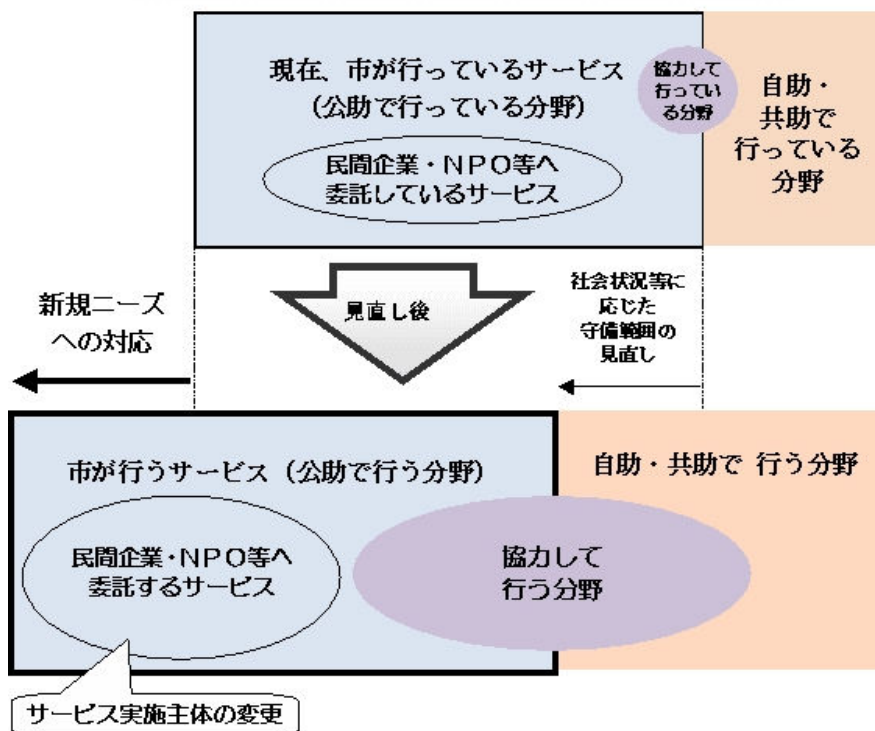 現在、市が行っているサービス
（公助で行っている分野）
協力して
行ってい
る分野
自助・
共助で
行っている
分野
民間企業・ＮＰＯ等へ
委託しているサービス
新規ニーズ
への対応
見直し後
社会状況等に
応じた
守備範囲の
見直し
市が行うサービス（公助で行う分野）
自助・共助で 行う分野
民間企業・ＮＰＯ等へ
委託するサービス
協力して
行う分野
サービス実施主体の変更